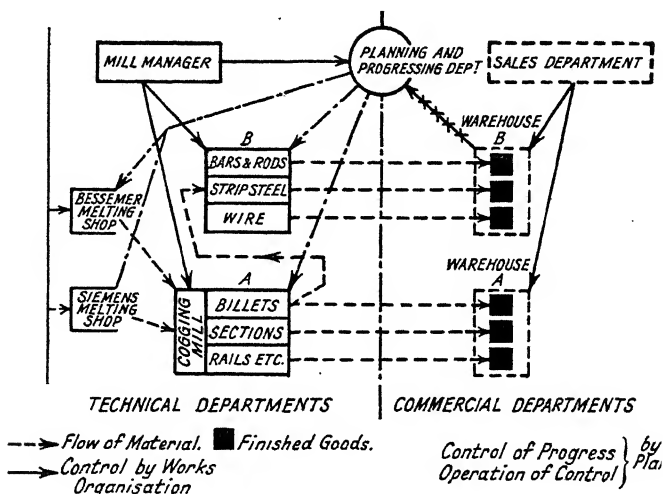 MILL MANAGER
PLANNING AND
PROGRESSING DEPT
SALES DEPARTMENT
WAREHOUSE
B
B
BARS & RODS
STRIP STEEL
WIRE
BESSEMER
MELTING
SHOP
SIEMENS
MELTING
SHOP
A
COGGING
MILL
BILLETS
SECTIONS
RAILS ETC.
WAREHOUSE
A
TECHNICAL DEPARTMENTS
COMMERCIAL DEPARTMENTS
Flow of Material.
Finished Goods.
Control by Works
Organisation
Control of Progress
Operation of Control
by